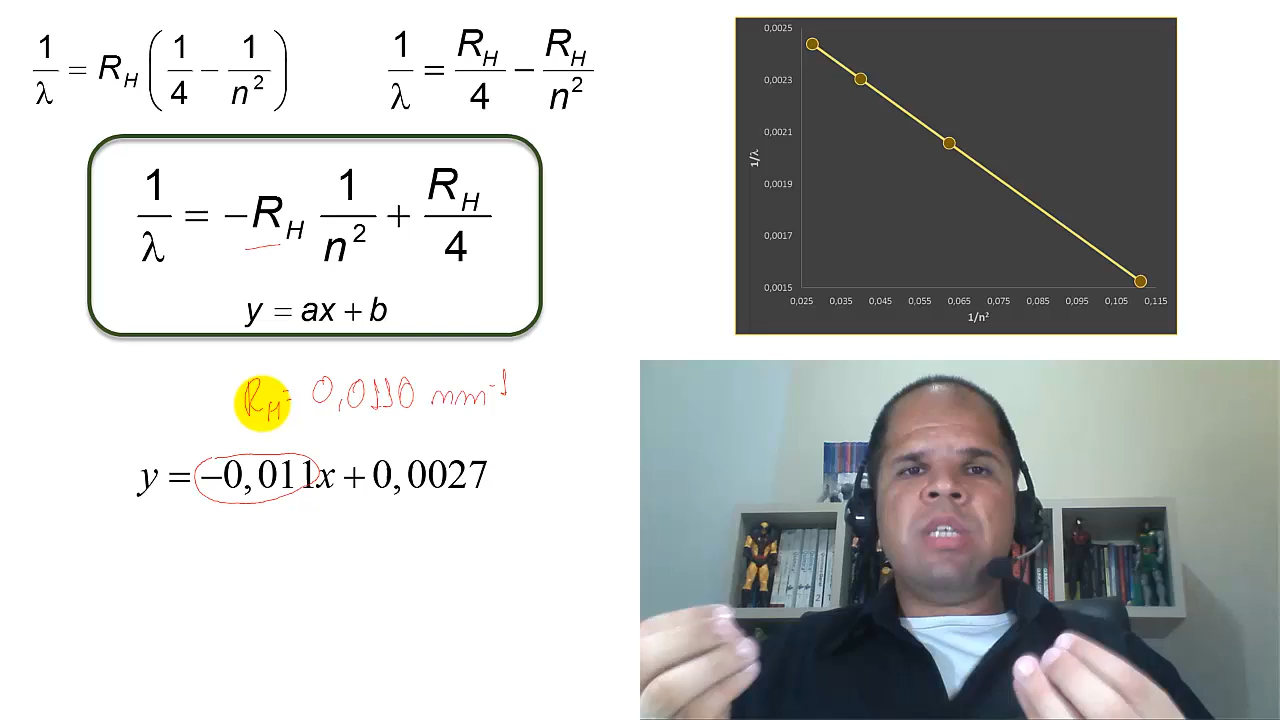 1/λ = R_H (1/4 − 1/n²)
1/λ = R_H/4 − R_H/n²
1/λ = −R_H 1/n² + R_H/4
y = ax + b
R_H = 0,0110 nm⁻¹
y = −0,011x + 0,0027
0,0025
0,0023
0,0021
0,0019
0,0017
0,0015
1/λ
0,025 0,035 0,045 0,055 0,065 0,075 0,085 0,095 0,105 0,115
1/n²